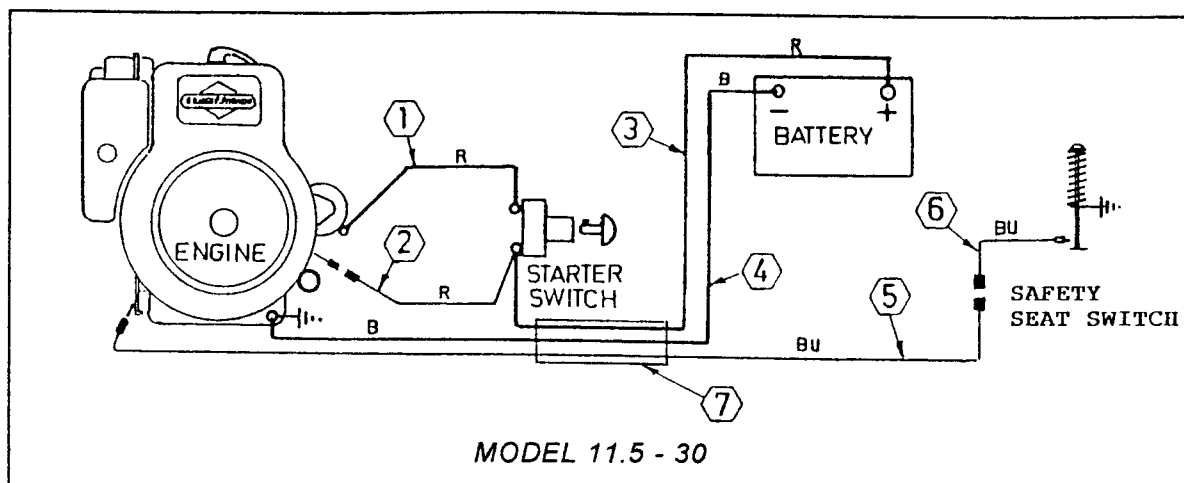 R
B
1
3
- +
BATTERY
R
6
BU
ENGINE
2
STARTER
SWITCH
4
R
5
SAFETY
SEAT SWITCH
B
BU
7
MODEL 11.5 - 30